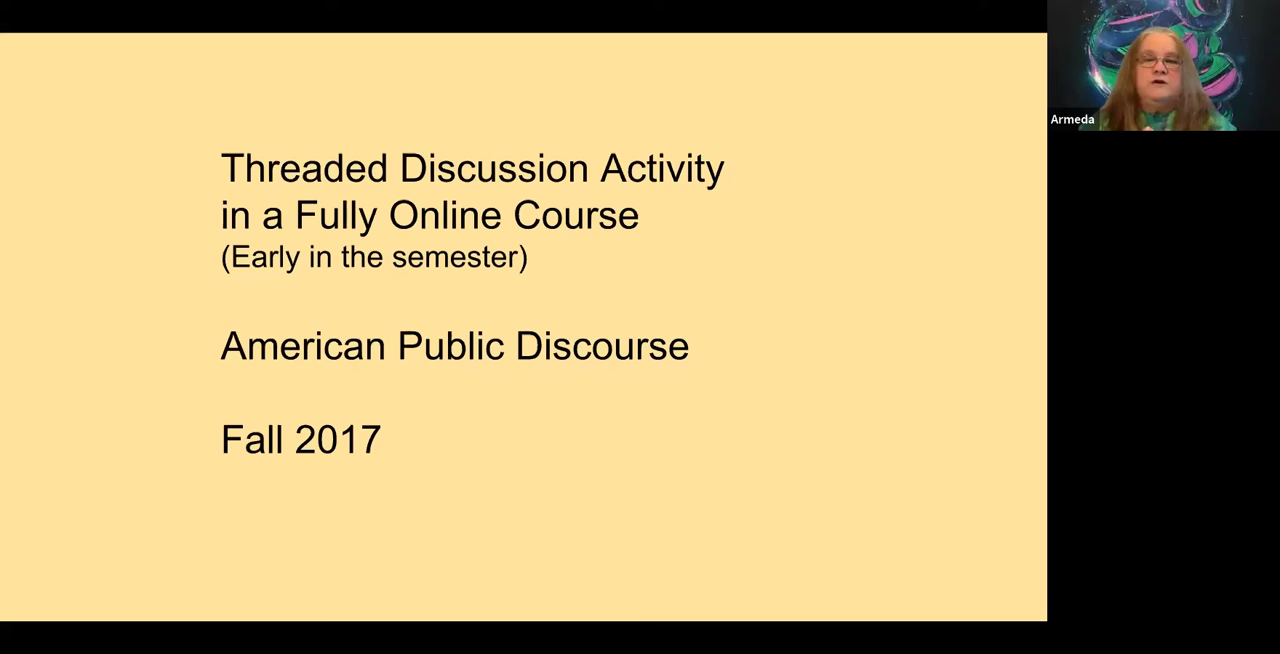 Threaded Discussion Activity
in a Fully Online Course
(Early in the semester)
American Public Discourse
Fall 2017
Armeda